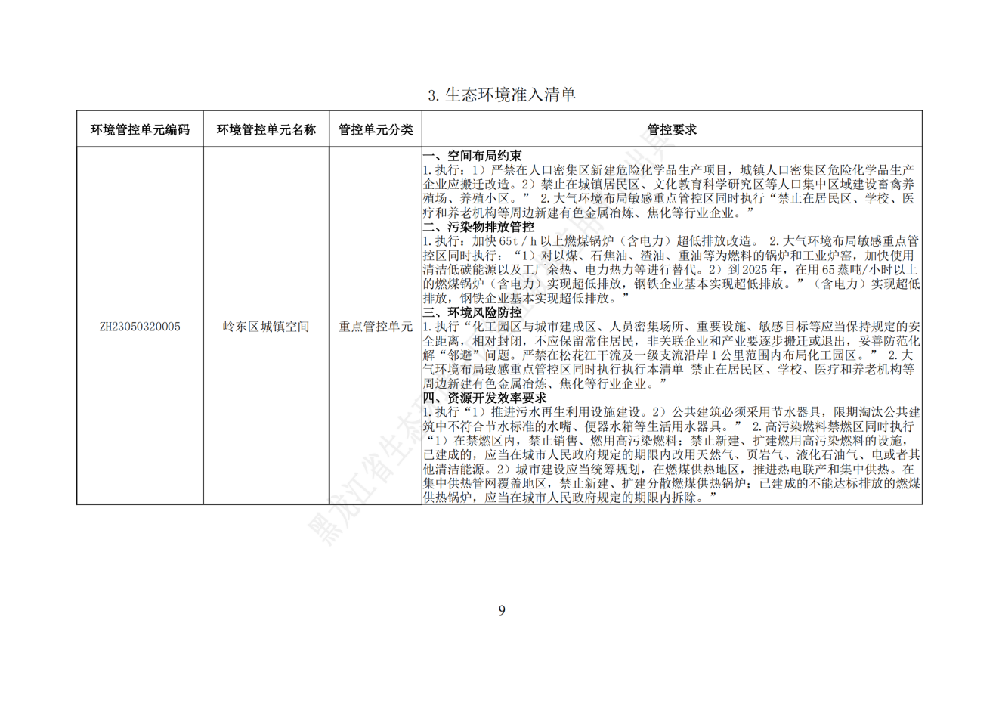 3.生态环境准入清单
环境管控单元编码 环境管控单元名称 管控单元分类 管控要求
ZH23050320005 岭东区城镇空间 重点管控单元
一、空间布局约束
1.执行：1）严禁在人口密集区新建危险化学品生产项目，城镇人口密集区危险化学品生产
企业应搬迁改造。2）禁止在城镇居民区、文化教育科学研究区等人口集中区域建设畜禽养
殖场、养殖小区。” 2.大气环境布局敏感重点管控区同时执行“禁止在居民区、学校、医
疗和养老机构等周边新建有色金属冶炼、焦化等行业企业。”
二、污染物排放管控
1.执行：加快 65t／h 以上燃煤锅炉（含电力）超低排放改造。 2.大气环境布局敏感重点管
控区同时执行：“1）对以煤、石焦油、渣油、重油等为燃料的锅炉和工业炉窑，加快使用
清洁低碳能源以及工厂余热、电力热力等进行替代。2）到 2025 年，在用 65 蒸吨/小时以上
的燃煤锅炉（含电力）实现超低排放，钢铁企业基本实现超低排放。”（含电力）实现超低
排放，钢铁企业基本实现超低排放。”
三、环境风险防控
1.执行“化工园区与城市建成区、人员密集场所、重要设施、敏感目标等应当保持规定的安
全距离，相对封闭，不应保留常住居民，非关联企业和产业要逐步搬迁或退出，妥善防范化
解“邻避”问题。严禁在松花江干流及一级支流沿岸 1 公里范围内布局化工园区。” 2.大
气环境布局敏感重点管控区同时执行执行本清单 禁止在居民区、学校、医疗和养老机构等
周边新建有色金属冶炼、焦化等行业企业。”
四、资源开发效率要求
1.执行“1）推进污水再生利用设施建设。2）公共建筑必须采用节水器具，限期淘汰公共建
筑中不符合节水标准的水嘴、便器水箱等生活用水器具。” 2.高污染燃料禁燃区同时执行
“1）在禁燃区内，禁止销售、燃用高污染燃料；禁止新建、扩建燃用高污染燃料的设施，
已建成的，应当在城市人民政府规定的期限内改用天然气、页岩气、液化石油气、电或者其
他清洁能源。2）城市建设应当统筹规划，在燃煤供热地区，推进热电联产和集中供热。在
集中供热管网覆盖地区，禁止新建、扩建分散燃煤供热锅炉；已建成的不能达标排放的燃煤
供热锅炉，应当在城市人民政府规定的期限内拆除。”
9